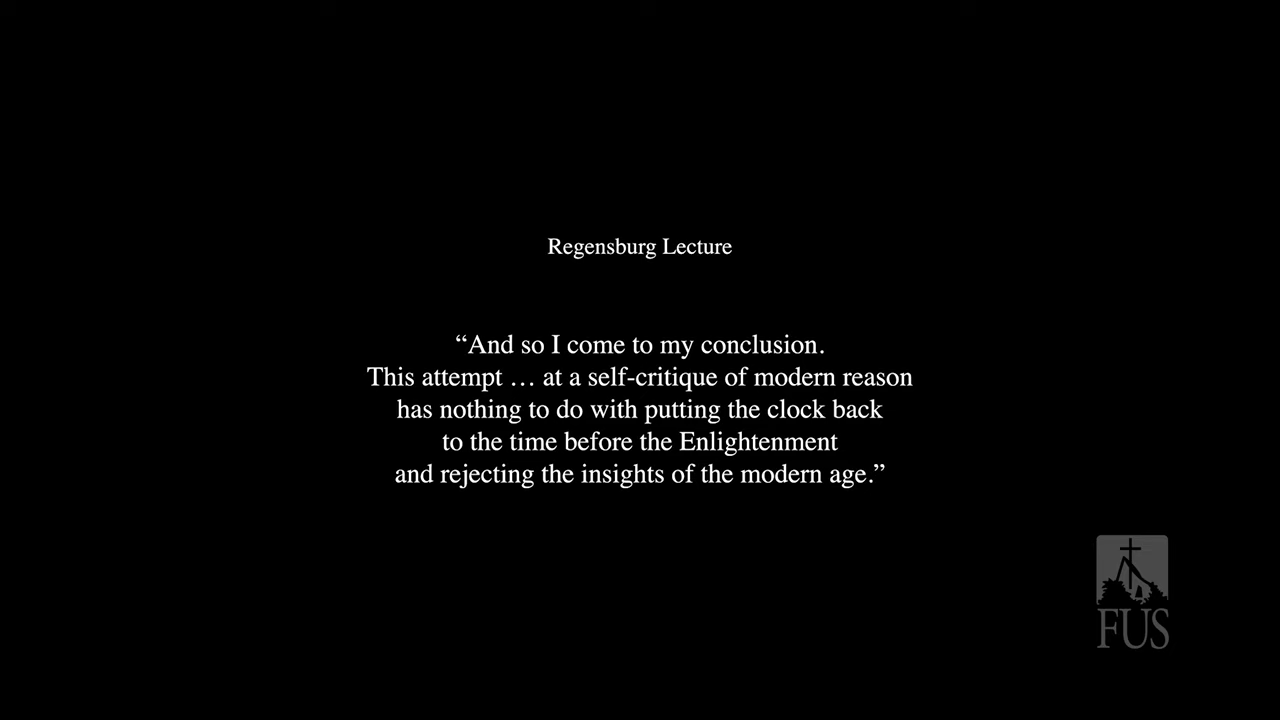 Regensburg Lecture
“And so I come to my conclusion.
This attempt … at a self-critique of modern reason
has nothing to do with putting the clock back
to the time before the Enlightenment
and rejecting the insights of the modern age.”
FUS